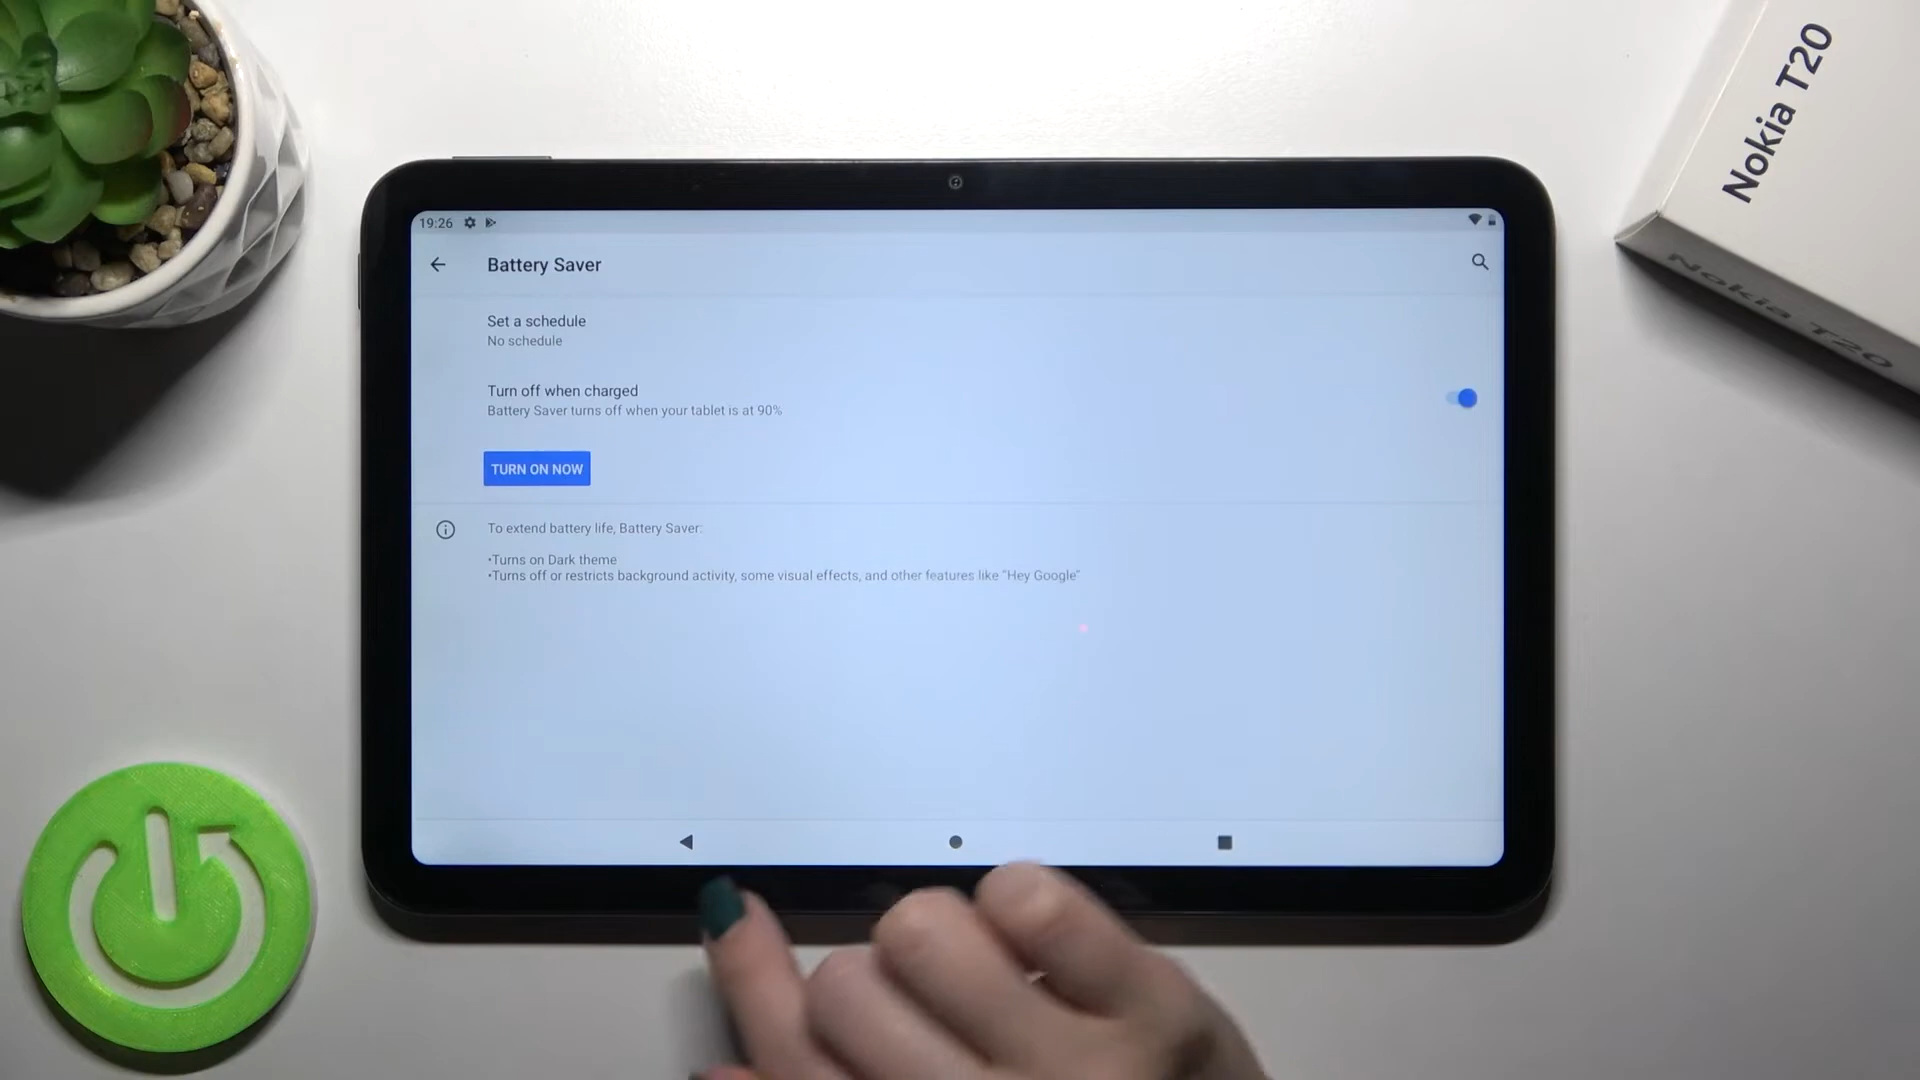 Nokia T20
Nokia T20
19:26
Battery Saver
Set a schedule
No schedule
Turn off when charged
Battery Saver turns off when your tablet is at 90%
TURN ON NOW
To extend battery life, Battery Saver:
•Turns on Dark theme
•Turns off or restricts background activity, some visual effects, and other features like “Hey Google”